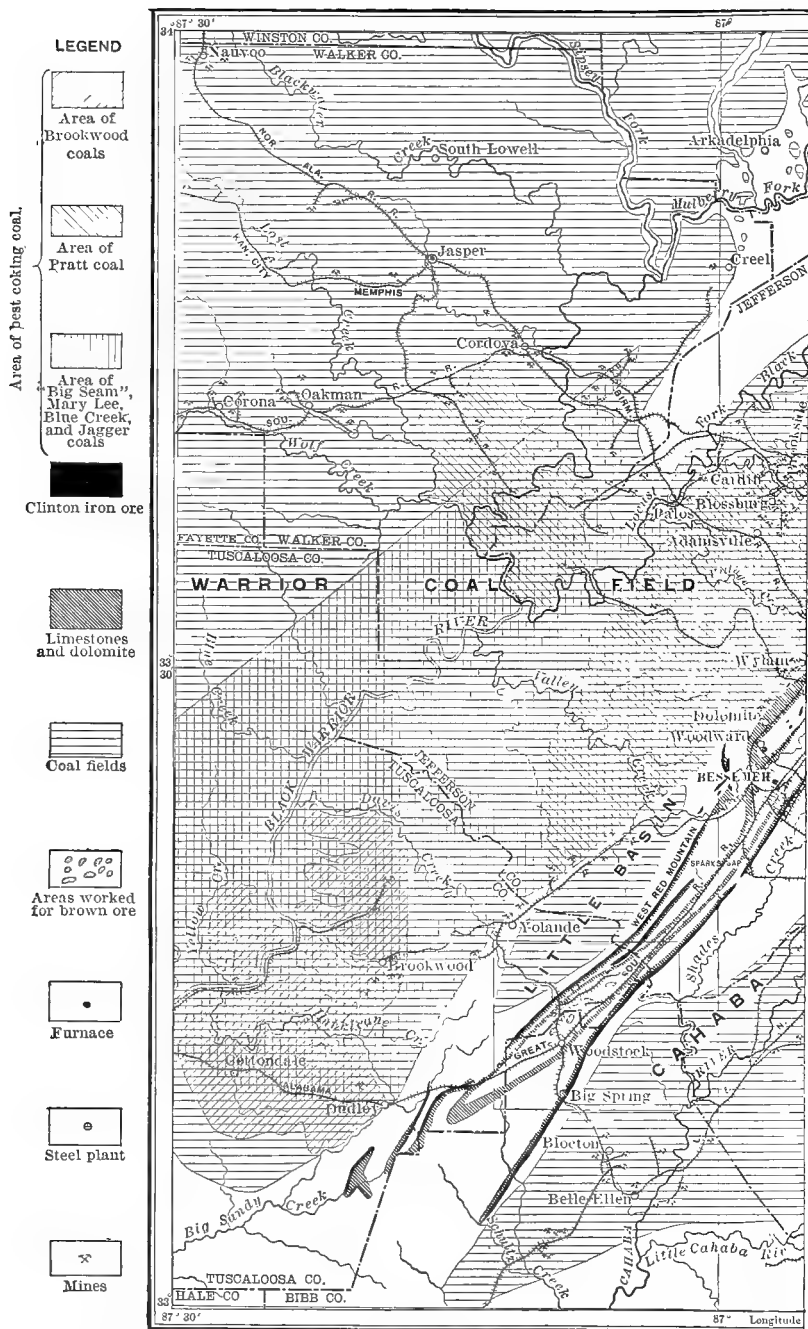 LEGEND
Area of best coking coal.
Area of
Brookwood
coals
Area of
Pratt coal
Area of
"Big Seam",
Mary Lee,
Blue Creek,
and Jagger
coals
Clinton iron ore
Limestones
and dolomite
Coal fields
Areas worked
for brown ore
Furnace
Steel plant
Mines
87° 30'
87°
34
WINSTON CO.
WALKER CO.
Nauvoo
Blackwater
Creek
South Lowell
Sipsey
Fork
Arkadelphia
Mulberry Fork
Creel
JEFFERSON
NOR. ALA. R. R.
Lost
Creek
KAN. CITY
MEMPHIS
Jasper
Cordova
Corona
Oakman
SOU.
R.
Wolf
Creek
Fork
Black
Brookside
Cardiff
Blossburg
Palos
Locust
Adamsville
FAYETTE CO.
WALKER CO.
TUSCALOOSA CO.
WARRIOR COAL FIELD
33
30
Creek
RIVER
BLACK WARRIOR
Valley
Creek
Wylam
Dolomite
Woodward
BESSEMER
JEFFERSON
TUSCALOOSA
CO.
CO.
Davis
Creek
LITTLE BASIN
WEST RED MOUNTAIN
SPARKS GAP
Creek
Shades
Yellow Cr.
Yolande
Brookwood
Hurricane
Cr.
SOU.
R.
R.
CAHABA
RIVER
Cottondale
ALABAMA
GREAT
Woodstock
Dudley
Big Spring
Blocton
Belle Ellen
Big Sandy Creek
Schultz
Creek
CAHABA
Little Cahaba Riv
TUSCALOOSA CO.
HALE CO
BIBB CO.
33
87° 30'
87°
Longitude